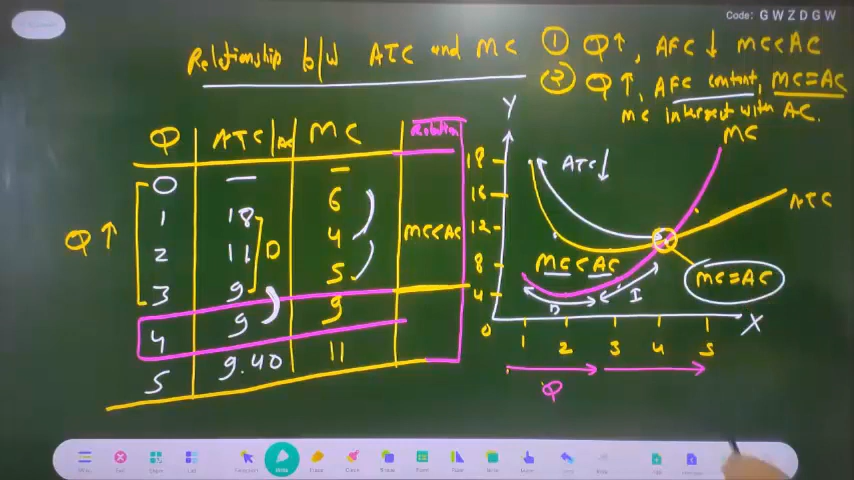 Code: GWZDGW
Relationship b/w ATC and MC
① Q↑, AFC ↓ MC<AC
② Q↑, AFC contant, MC=AC
MC intersect with AC.
Q ATC/AC MC Relation
0 — —
1 18 6
2 11 4
3 9 5
4 9 9
5 9.40 11
Q ↑
D
MC<AC
Y
18
16
12
8
4
0
1 2 3 4 5
X
Q
ATC↓
MC
ATC
MC<AC
MC=AC
D
I